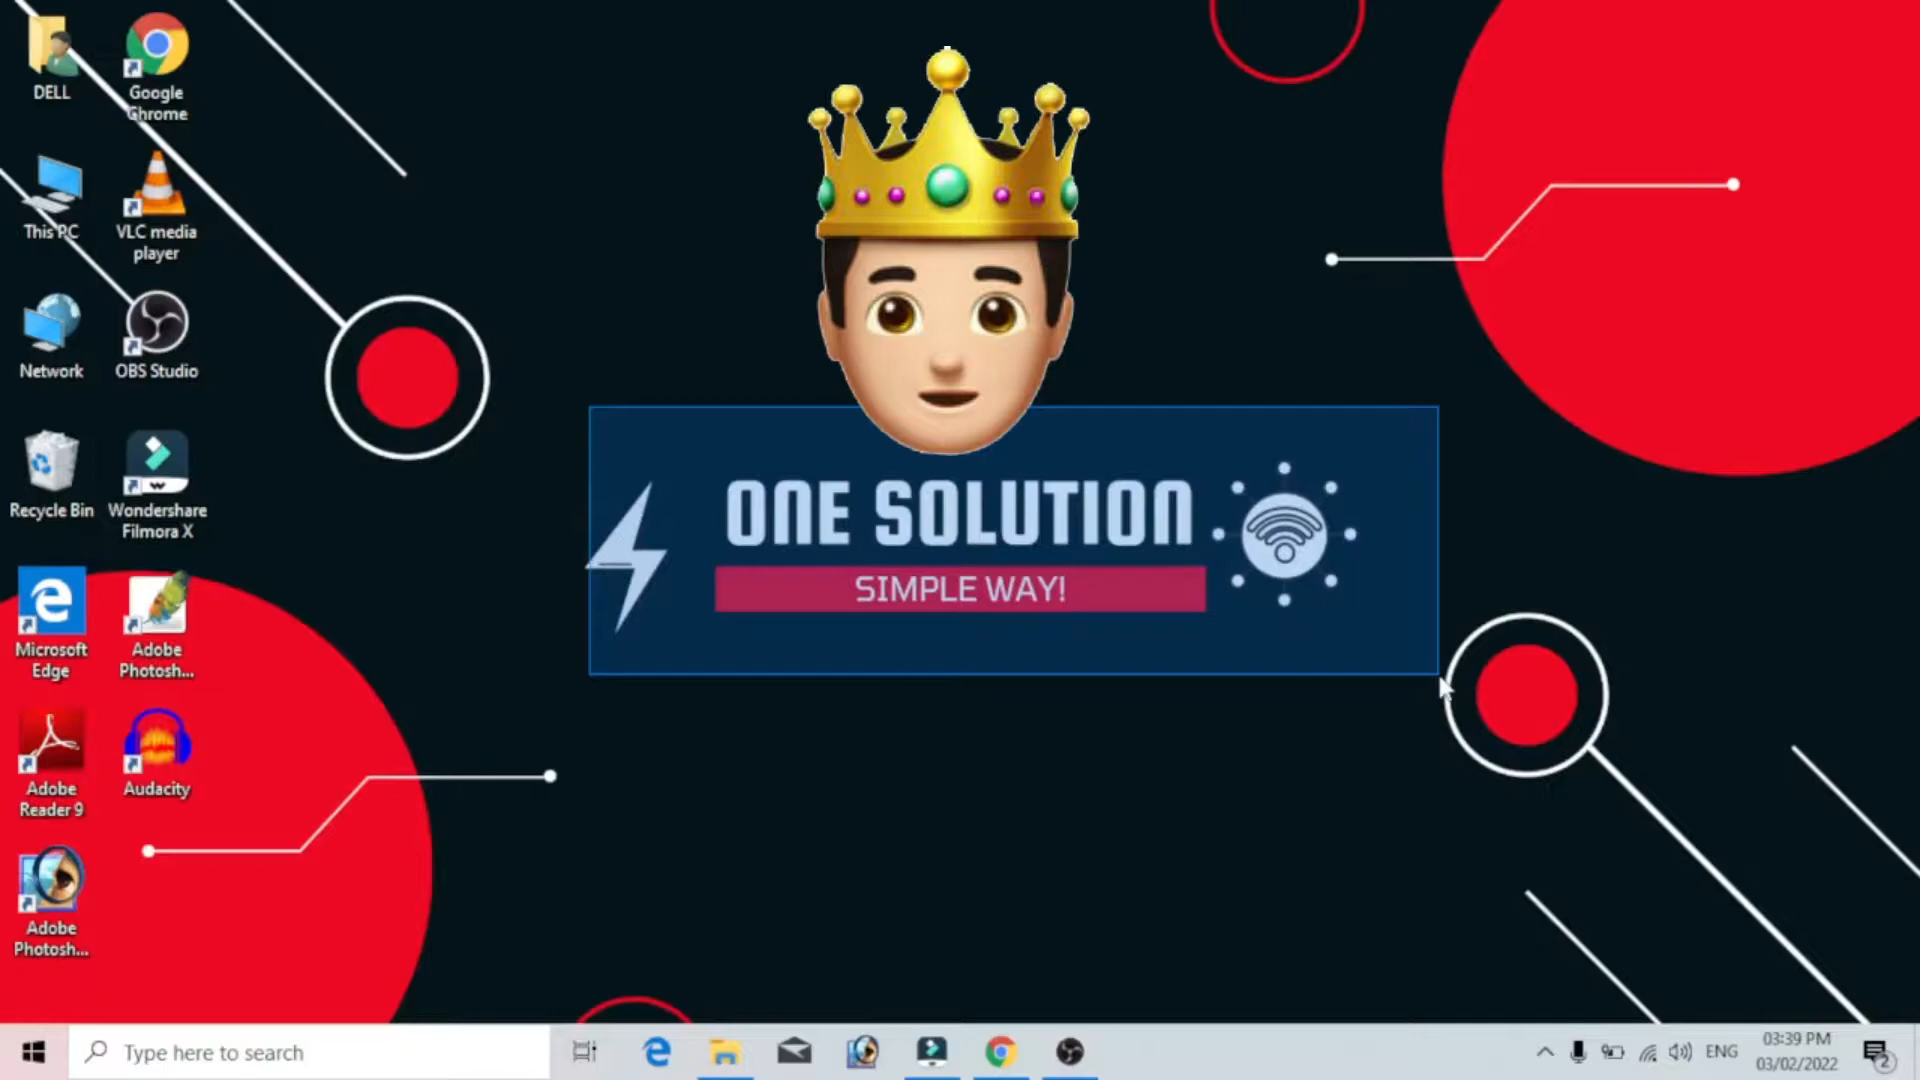 DELL
Google
Chrome
This PC
VLC media
player
Network
OBS Studio
Recycle Bin
Wondershare
Filmora X
Microsoft
Edge
Adobe
Photosh...
Adobe
Reader 9
Audacity
Adobe
Photosh...
ONE SOLUTION
SIMPLE WAY!
Type here to search
ENG
03:39 PM
03/02/2022
2